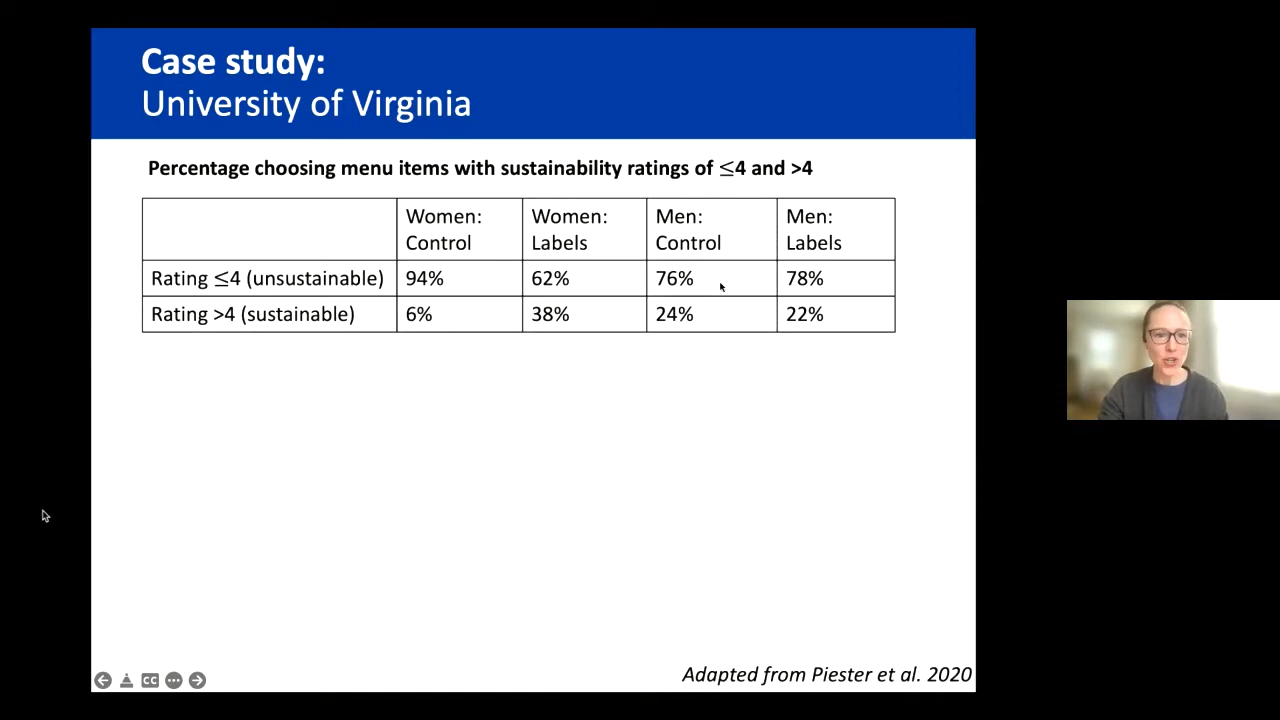 Case study:
University of Virginia
Percentage choosing menu items with sustainability ratings of ≤4 and >4
Women: Control Women: Labels Men: Control Men: Labels
Rating ≤4 (unsustainable) 94% 62% 76% 78%
Rating >4 (sustainable) 6% 38% 24% 22%
CC
Adapted from Piester et al. 2020